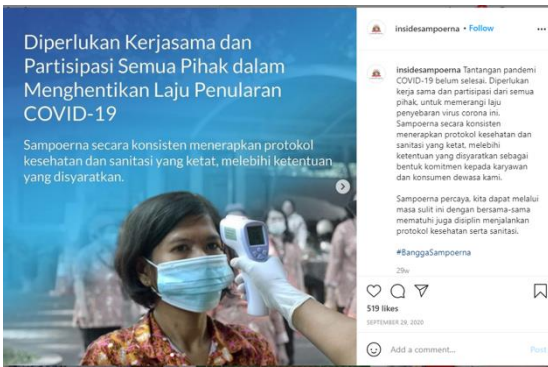 Diperlukan Kerjasama dan
Partisipasi Semua Pihak dalam
Menghentikan Laju Penularan
COVID-19
Sampoerna secara konsisten menerapkan protokol
kesehatan dan sanitasi yang ketat, melebihi ketentuan
yang disyaratkan.
insidesampoerna • Follow
insidesampoerna Tantangan pandemi
COVID-19 belum selesai. Diperlukan
kerja sama dan partisipasi dari semua
pihak, untuk memerangi laju
penyebaran virus corona ini.
Sampoerna secara konsisten
menerapkan protokol kesehatan dan
sanitasi yang ketat, melebihi
ketentuan yang disyaratkan sebagai
bentuk komitmen kepada karyawan
dan konsumen dewasa kami.
Sampoerna percaya, kita dapat melalui
masa sulit ini dengan bersama-sama
mematuhi juga disiplin menjalankan
protokol kesehatan serta sanitasi.
#BanggaSampoerna
29w
519 likes
SEPTEMBER 29, 2020
Add a comment...
Post